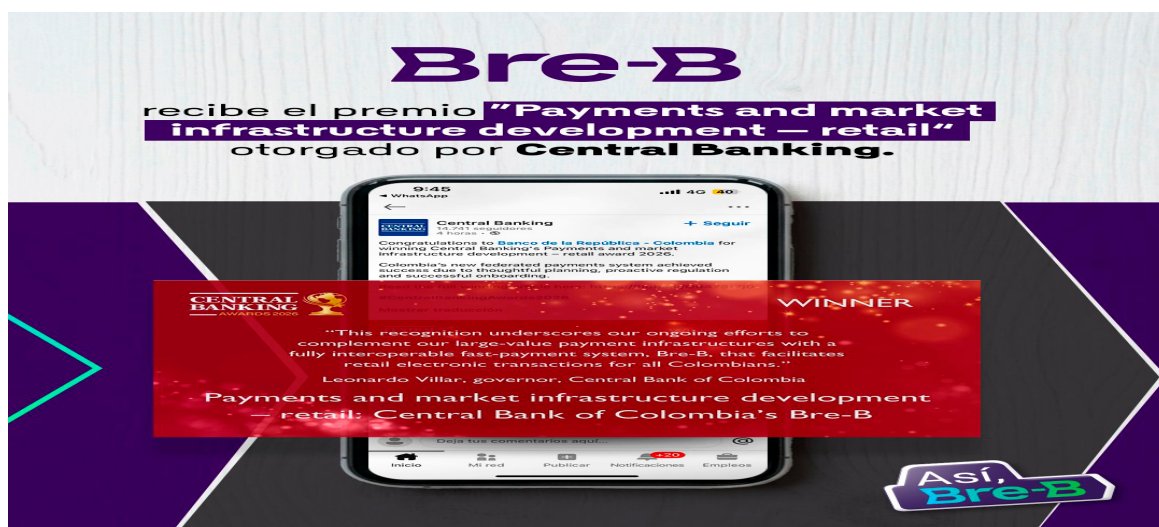 Bre-B
recibe el premio "Payments and market
infrastructure development – retail"
otorgado por Central Banking.
9:45
4G 40
◄ WhatsApp
CENTRAL BANKING
Central Banking
+ Seguir
14.741 seguidores
4 horas •
Congratulations to Banco de la República - Colombia for
winning Central Banking's Payments and market
infrastructure development – retail award 2026.
Colombia's new federated payments system achieved
success due to thoughtful planning, proactive regulation
and successful onboarding.
CENTRAL
BANKING
AWARDS 2026
WINNER
"This recognition underscores our ongoing efforts to
complement our large-value payment infrastructures with a
fully interoperable fast-payment system, Bre-B, that facilitates
retail electronic transactions for all Colombians."
Leonardo Villar, governor, Central Bank of Colombia
Payments and market infrastructure development
– retail: Central Bank of Colombia's Bre-B
Deja tus comentarios aquí...
@
+20
Inicio
Mi red
Publicar
Notificaciones
Empleos
Así,
Bre-B